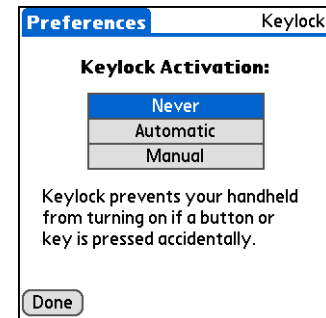 Preferences Keylock
Keylock Activation:
Never
Automatic
Manual
Keylock prevents your handheld
from turning on if a button or
key is pressed accidentally.
Done